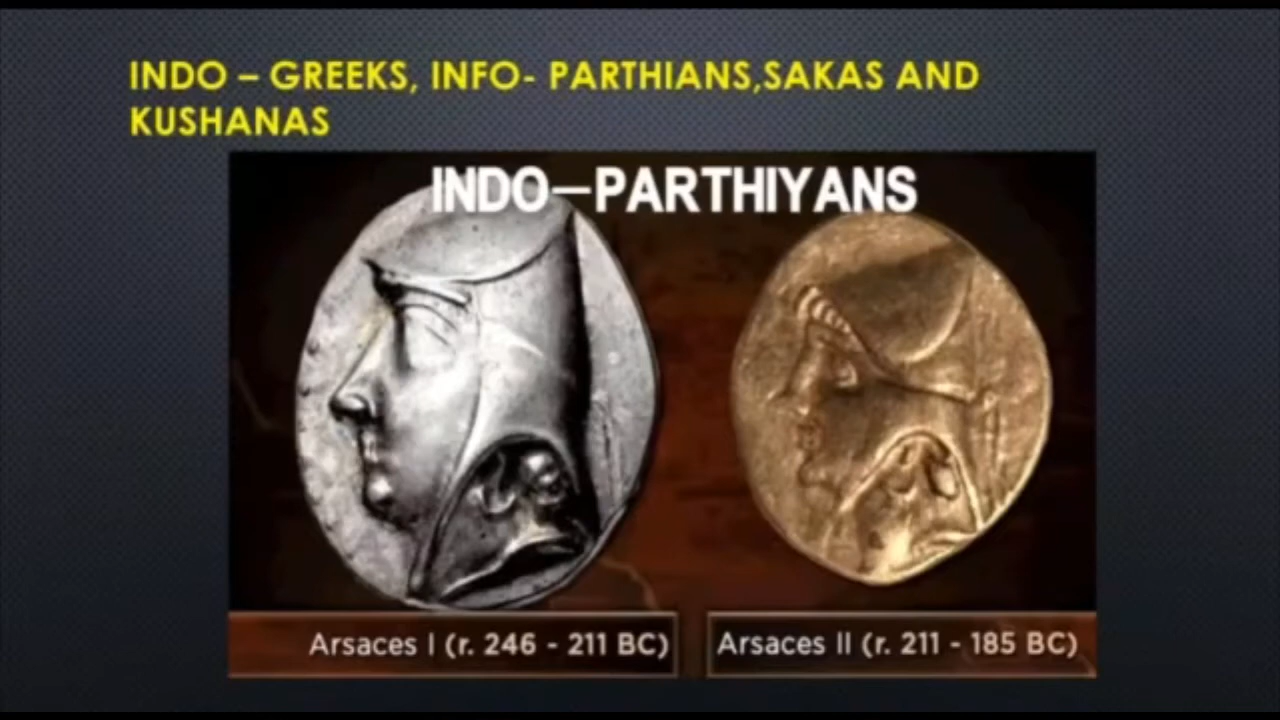 INDO – GREEKS, INFO- PARTHIANS,SAKAS AND
KUSHANAS
INDO–PARTHIYANS
Arsaces I (r. 246 - 211 BC)
Arsaces II (r. 211 - 185 BC)